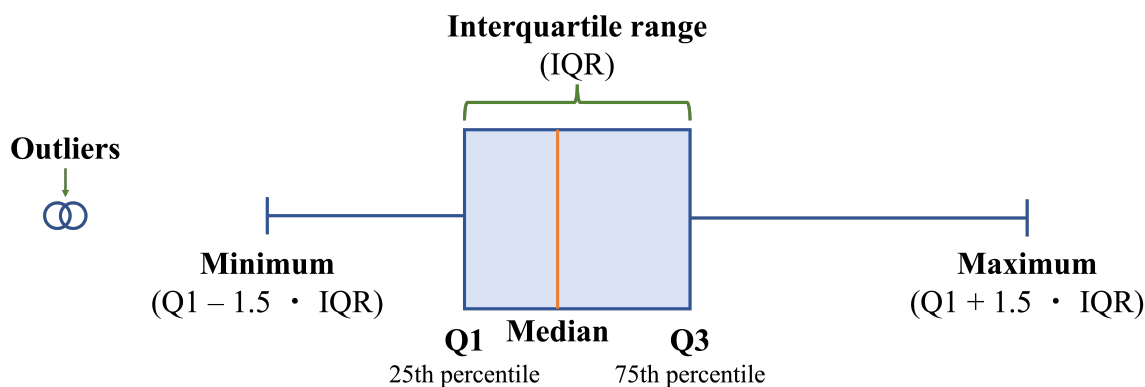 Interquartile range
(IQR)
Outliers
Minimum
(Q1 – 1.5 ・ IQR)
Maximum
(Q1 + 1.5 ・ IQR)
Q1
Median
Q3
25th percentile
75th percentile